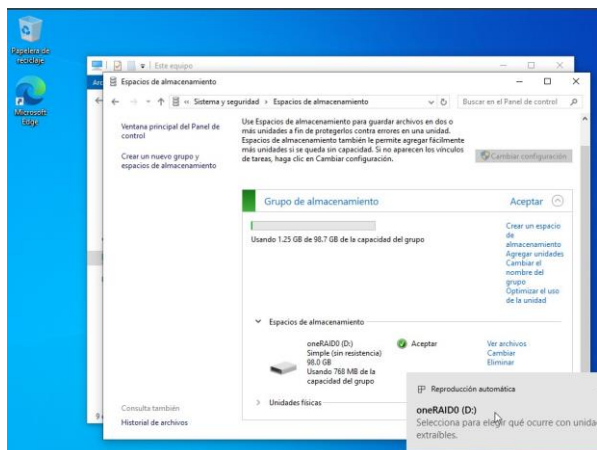 Papelera de
reciclaje
Microsoft
Edge
Este equipo
Espacios de almacenamiento
Sistema y seguridad > Espacios de almacenamiento
Buscar en el Panel de control
Ventana principal del Panel de
control
Crear un nuevo grupo y
espacios de almacenamiento
Use Espacios de almacenamiento para guardar archivos en dos o
más unidades a fin de protegerlos contra errores en una unidad.
Espacios de almacenamiento también le permite agregar fácilmente
más unidades si se queda sin capacidad. Si no aparecen los vínculos
de tareas, haga clic en Cambiar configuración.
Cambiar configuración
Grupo de almacenamiento
Aceptar
Usando 1.25 GB de 98.7 GB de la capacidad del grupo
Crear un espacio
de
almacenamiento
Agregar unidades
Cambiar el
nombre del
grupo
Optimizar el uso
de la unidad
Espacios de almacenamiento
oneRAID0 (D:)
Simple (sin resistencia)
98.0 GB
Usando 768 MB de la
capacidad del grupo
Aceptar
Ver archivos
Cambiar
Eliminar
Unidades físicas
Consulta también
Historial de archivos
Reproducción automática
oneRAID0 (D:)
Selecciona para elegir qué ocurre con unida
extraíbles.